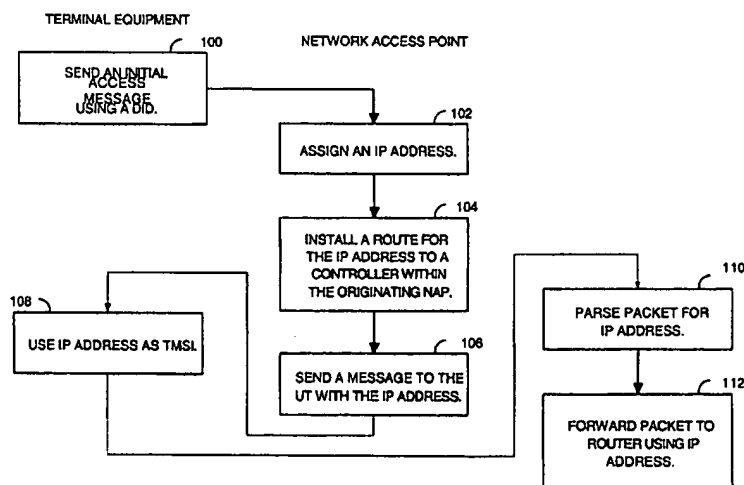 TERMINAL EQUIPMENT
100
SEND AN INITIAL
ACCESS
MESSAGE
USING A DID.
NETWORK ACCESS POINT
102
ASSIGN AN IP ADDRESS.
104
INSTALL A ROUTE FOR
THE IP ADDRESS TO A
CONTROLLER WITHIN
THE ORIGINATING NAP.
106
SEND A MESSAGE TO THE
UT WITH THE IP ADDRESS.
108
USE IP ADDRESS AS TMSI.
110
PARSE PACKET FOR
IP ADDRESS.
112
FORWARD PACKET TO
ROUTER USING IP
ADDRESS.